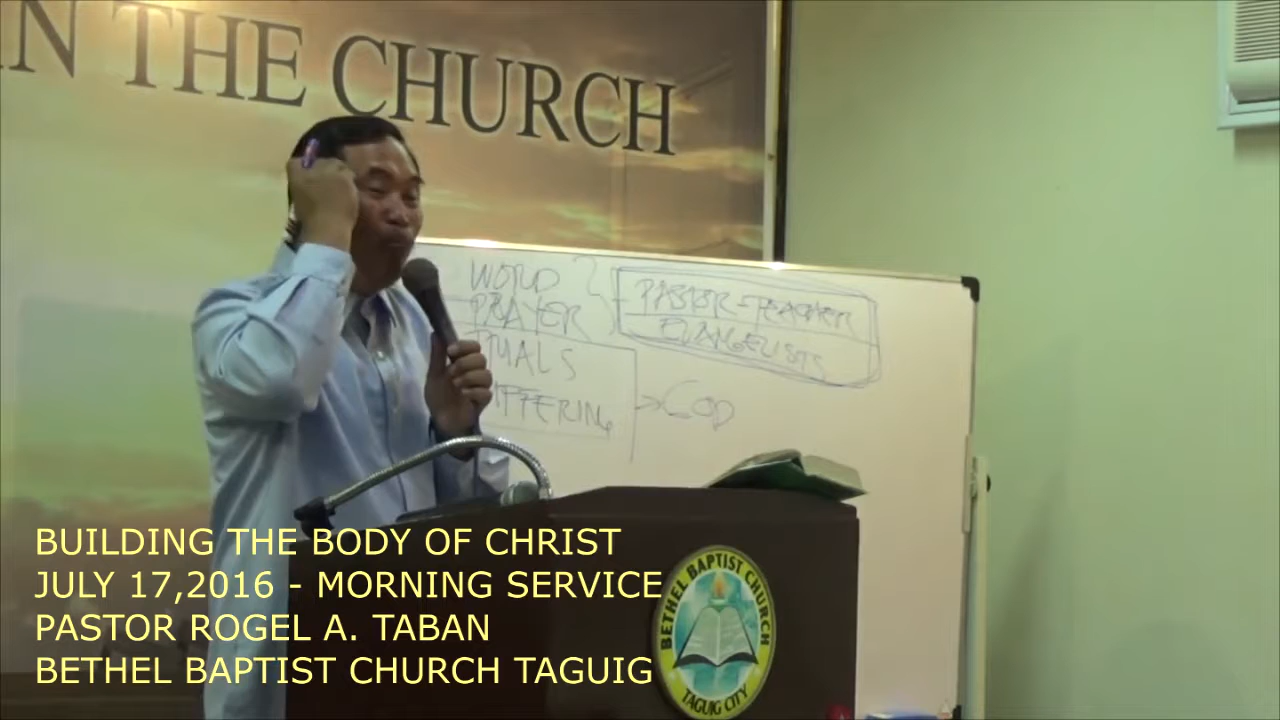 IN THE CHURCH
WORD
PRAYER
PASTOR-TEACHER
EVANGELISTS
GOD
BUILDING THE BODY OF CHRIST
JULY 17,2016 - MORNING SERVICE
PASTOR ROGEL A. TABAN
BETHEL BAPTIST CHURCH TAGUIG
BETHEL BAPTIST CHURCH
TAGUIG CITY